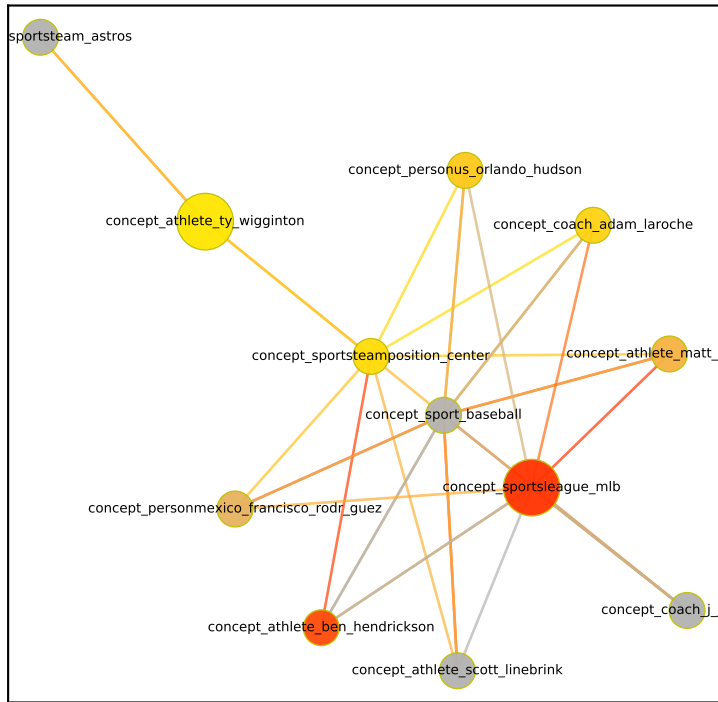 sportsteam_astros
concept_personus_orlando_hudson
concept_athlete_ty_wigginton
concept_coach_adam_laroche
concept_sportsteamposition_center
concept_athlete_matt_
concept_sport_baseball
concept_sportsleague_mlb
concept_personmexico_francisco_rodr_guez
concept_coach_j_
concept_athlete_ben_hendrickson
concept_athlete_scott_linebrink